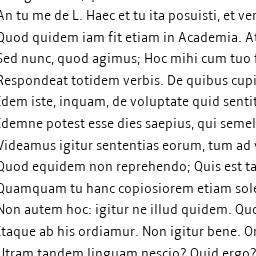 An tu me de L. Haec et tu ita posuisti, et ver
Quod quidem iam fit etiam in Academia. At
Sed nunc, quod agimus; Hoc mihi cum tuo f
Respondeat totidem verbis. De quibus cupi
Idem iste, inquam, de voluptate quid sentit
Idemne potest esse dies saepius, qui semel
Videamus igitur sententias eorum, tum ad v
Quod equidem non reprehendo; Quis est ta
Quamquam tu hanc copiosiorem etiam sole
Non autem hoc: igitur ne illud quidem. Quo
Itaque ab his ordiamur. Non igitur bene. Or
Utram tandem linguam nescio? Quid ergo?